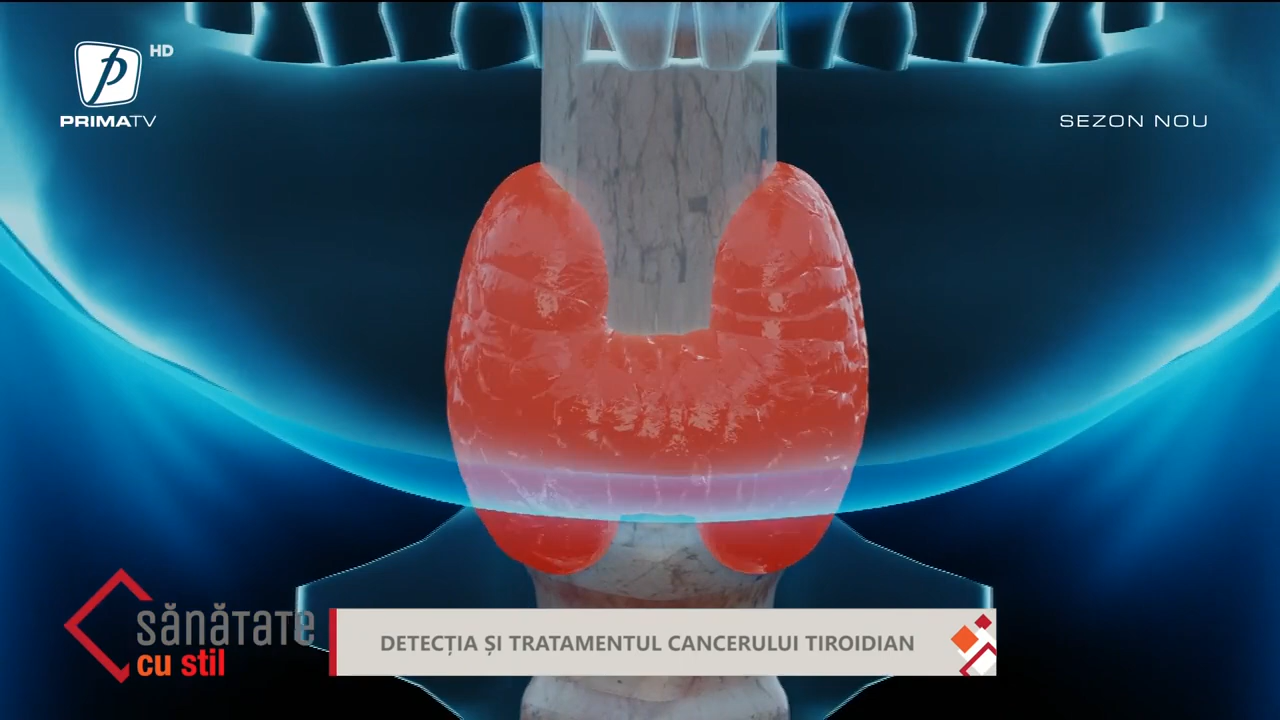 HD
PRIMATV
SEZON NOU
sănătate
cu stil
DETECȚIA ȘI TRATAMENTUL CANCERULUI TIROIDIAN